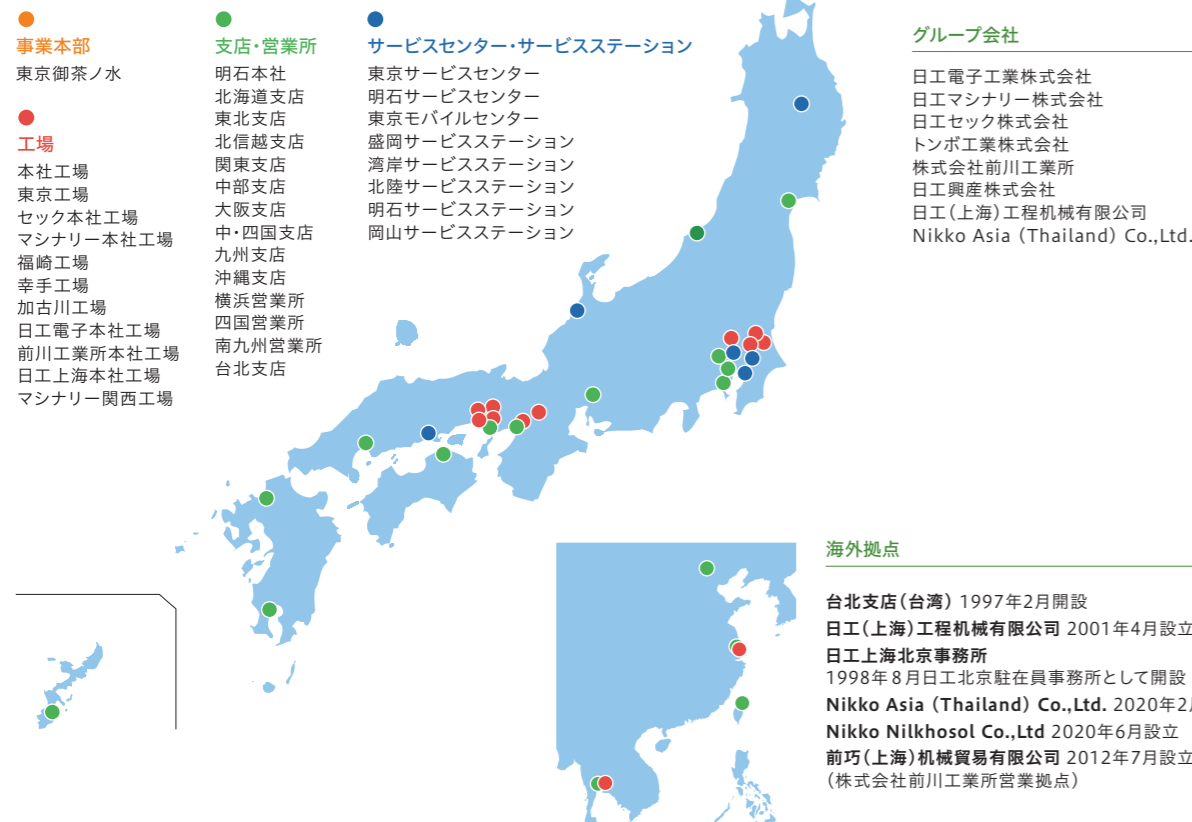 事業本部
東京御茶ノ水
工場
本社工場
東京工場
セック本社工場
マシナリー本社工場
福崎工場
幸手工場
加古川工場
日工電子本社工場
前川工業所本社工場
日工上海本社工場
マシナリー関西工場
支店・営業所
明石本社
北海道支店
東北支店
北信越支店
関東支店
中部支店
大阪支店
中・四国支店
九州支店
沖縄支店
横浜営業所
四国営業所
南九州営業所
台北支店
サービスセンター・サービスステーション
東京サービスセンター
明石サービスセンター
東京モバイルセンター
盛岡サービスステーション
湾岸サービスステーション
北陸サービスステーション
明石サービスステーション
岡山サービスステーション
グループ会社
日工電子工業株式会社
日工マシナリー株式会社
日工セック株式会社
トンボ工業株式会社
株式会社前川工業所
日工興産株式会社
日工(上海)工程机械有限公司
Nikko Asia (Thailand) Co.,Ltd.
海外拠点
台北支店(台湾) 1997年2月開設
日工(上海)工程机械有限公司 2001年4月設立
日工上海北京事務所
1998年8月日工北京駐在員事務所として開設
Nikko Asia (Thailand) Co.,Ltd. 2020年2月
Nikko Nilkhosol Co.,Ltd 2020年6月設立
前巧(上海)机械貿易有限公司 2012年7月設立
(株式会社前川工業所営業拠点)